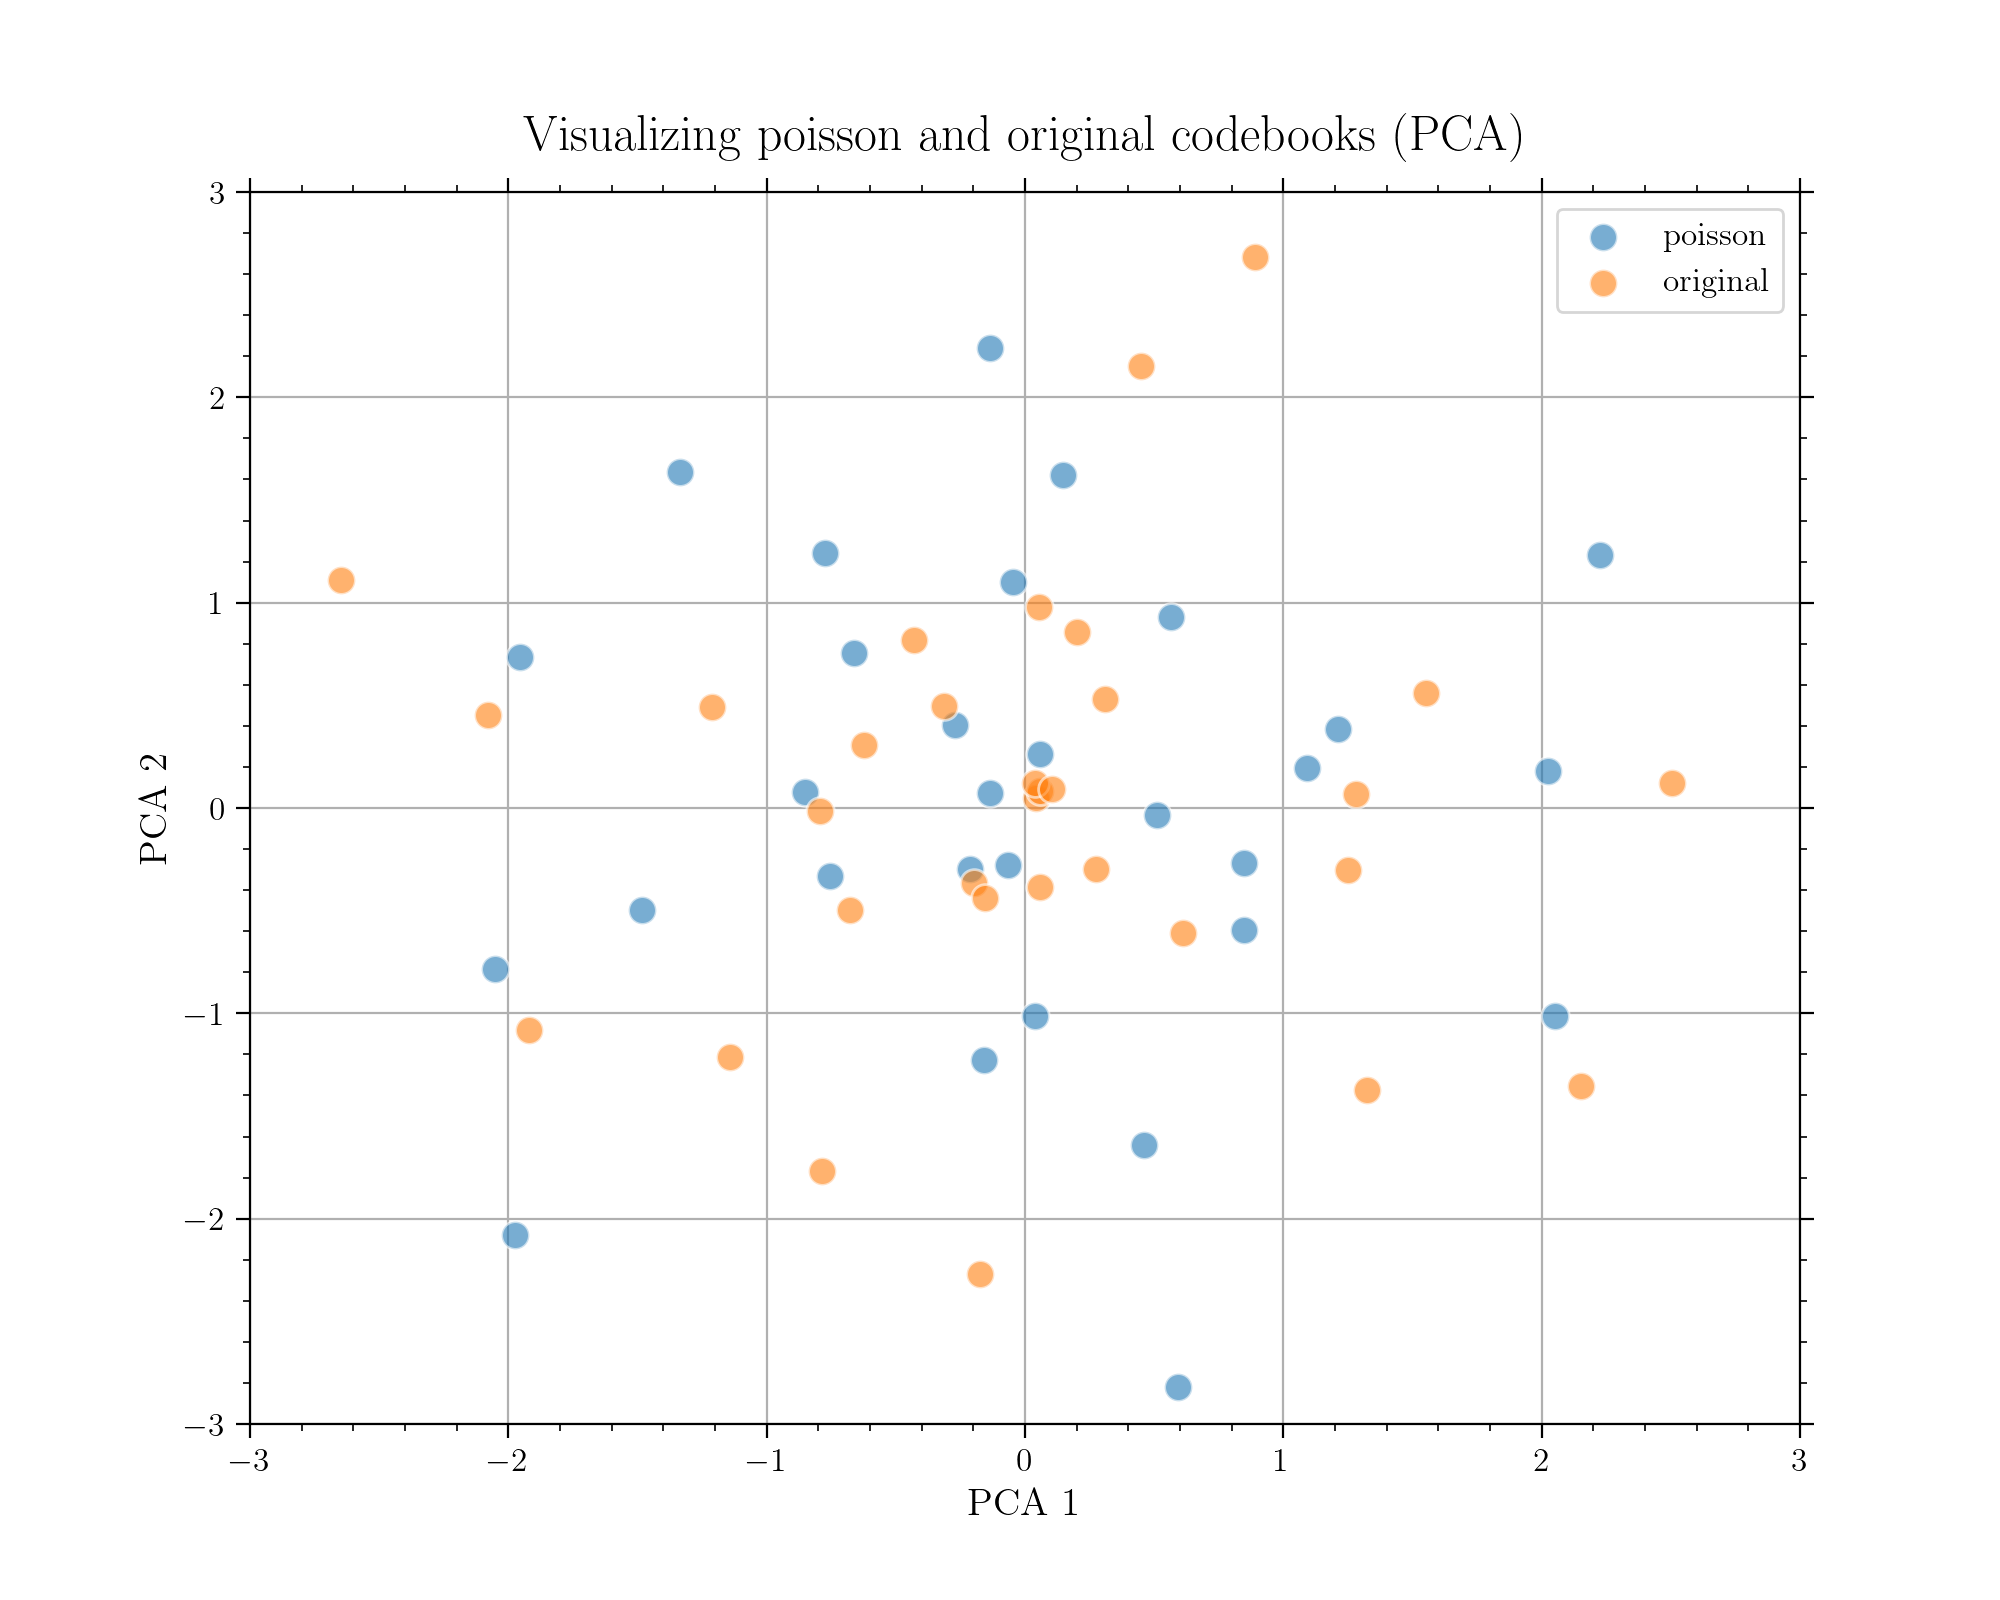 Visualizing poisson and original codebooks (PCA)
poisson
original
3
2
1
0
−1
−2
−3
PCA 2
−3
−2
−1
0
1
2
3
PCA 1